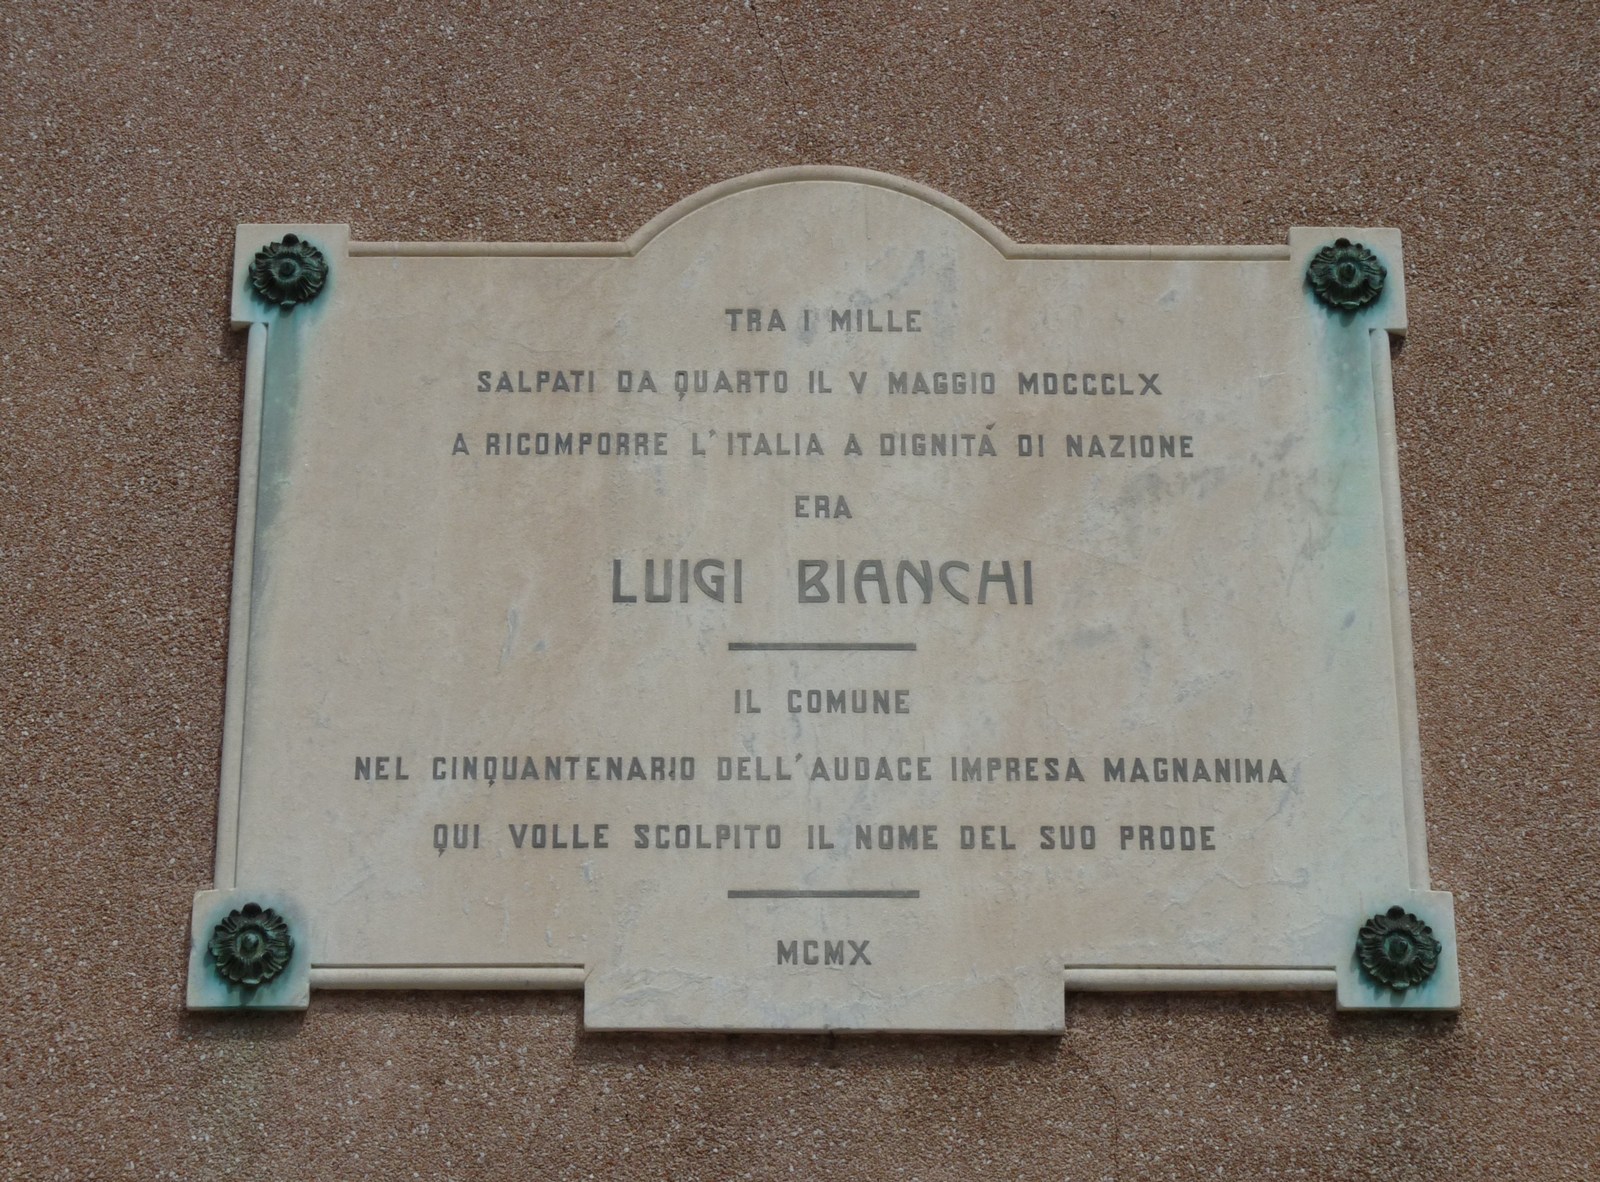 TRA I MILLE
SALPATI DA QUARTO IL V MAGGIO MDCCCLX
A RICOMPORRE L'ITALIA A DIGNITÁ DI NAZIONE
ERA
LUIGI BIANCHI
IL COMUNE
NEL CINQUANTENARIO DELL'AUDACE IMPRESA MAGNANIMA
QUI VOLLE SCOLPITO IL NOME DEL SUO PRODE
MCMX